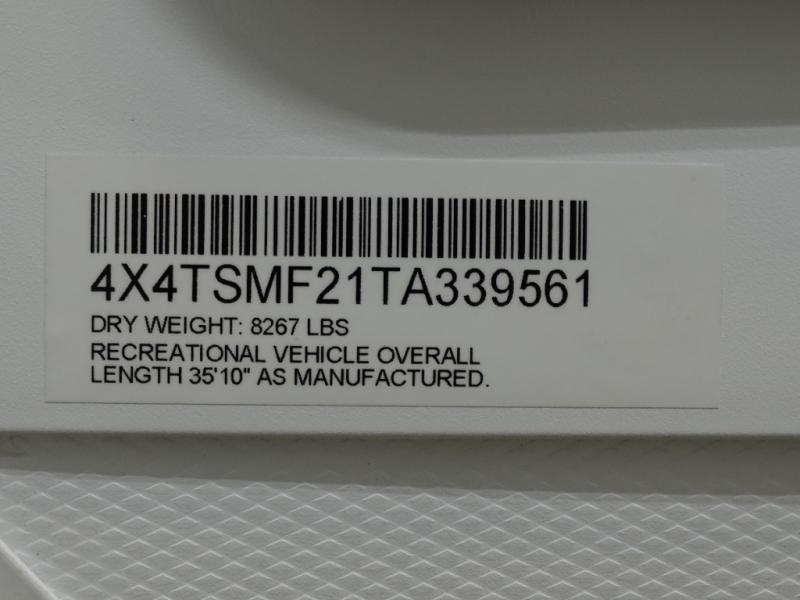 4X4TSMF21TA339561
DRY WEIGHT: 8267 LBS
RECREATIONAL VEHICLE OVERALL
LENGTH 35'10" AS MANUFACTURED.